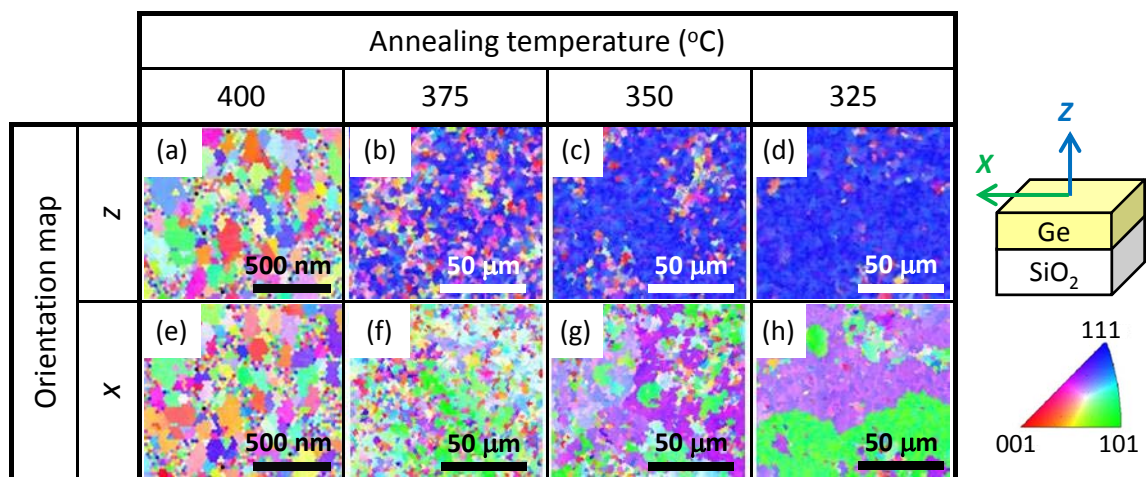 Annealing temperature (°C)
400 375 350 325
Orientation map
Z
(a) (b) (c) (d)
500 nm 50 μm 50 μm 50 μm
X
(e) (f) (g) (h)
500 nm 50 μm 50 μm 50 μm
Z
X
Ge
SiO₂
111
001 101